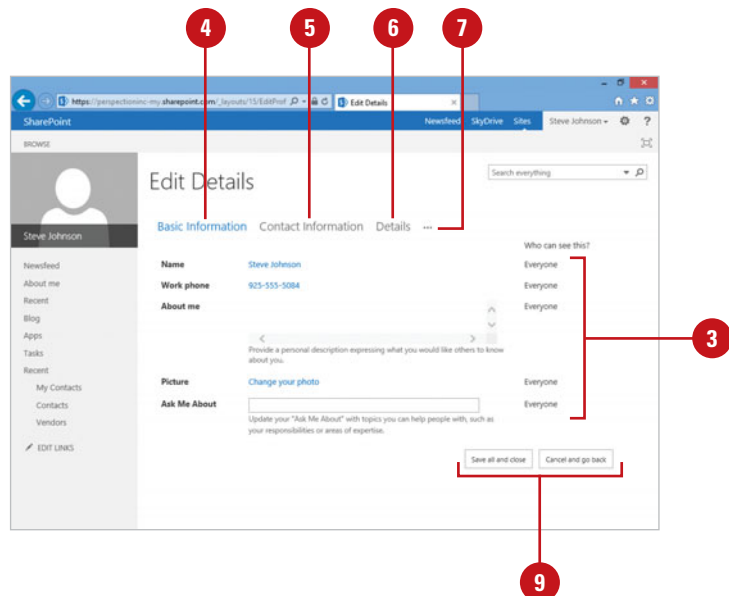 4 5 6 7
https://perspectioninc-my.sharepoint.com/_layouts/15/EditProf
Edit Details
SharePoint
Newsfeed SkyDrive Sites Steve Johnson ?
BROWSE
Edit Details
Search everything
Steve Johnson
Basic Information Contact Information Details ...
Who can see this?
Newsfeed
About me
Recent
Blog
Apps
Tasks
Recent
My Contacts
Contacts
Vendors
EDIT LINKS
Name Steve Johnson Everyone
Work phone 925-555-5084 Everyone
About me Everyone
Provide a personal description expressing what you would like others to know
about you.
Picture Change your photo Everyone
Ask Me About Everyone
Update your "Ask Me About" with topics you can help people with, such as
your responsibilities or areas of expertise.
Save all and close Cancel and go back
3
9